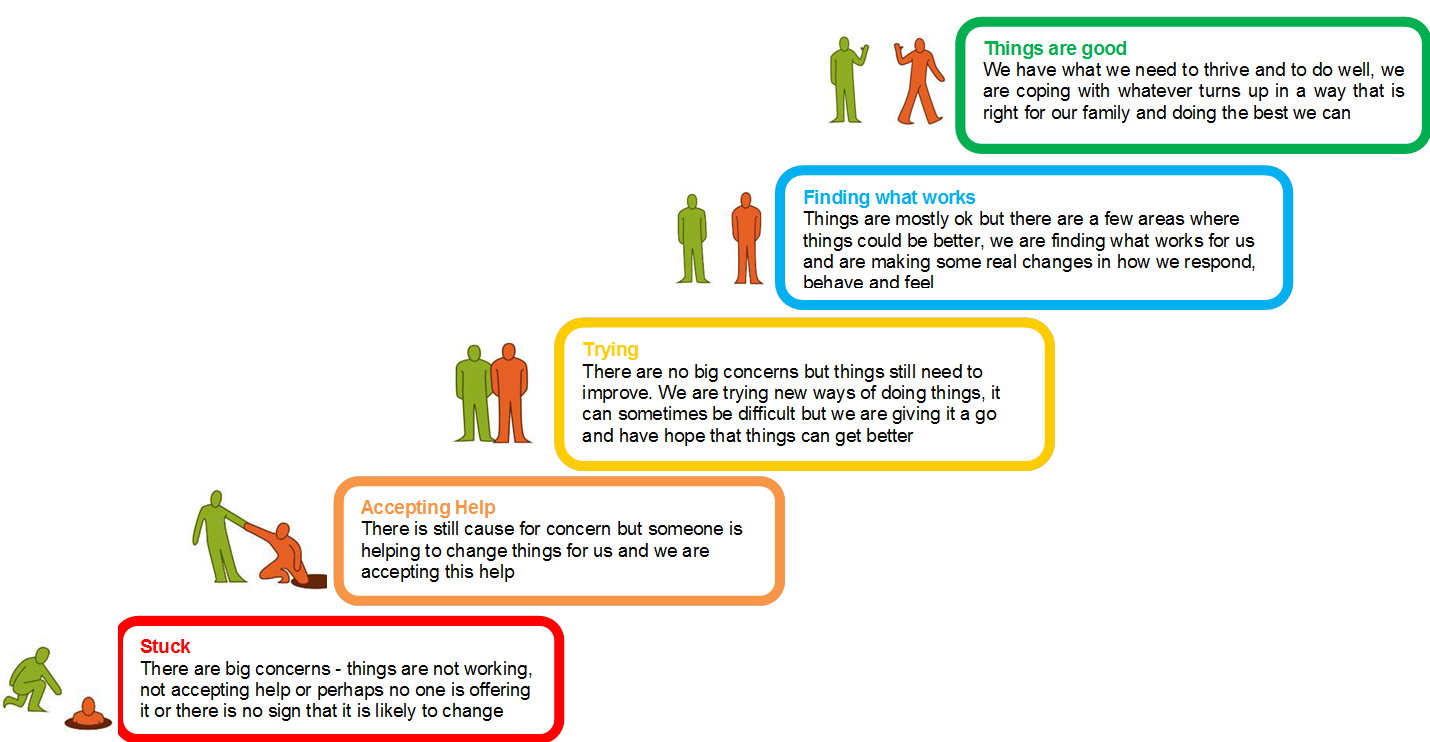 Things are good
We have what we need to thrive and to do well, we
are coping with whatever turns up in a way that is
right for our family and doing the best we can
Finding what works
Things are mostly ok but there are a few areas where
things could be better, we are finding what works for us
and are making some real changes in how we respond,
behave and feel
Trying
There are no big concerns but things still need to
improve. We are trying new ways of doing things, it
can sometimes be difficult but we are giving it a go
and have hope that things can get better
Accepting Help
There is still cause for concern but someone is
helping to change things for us and we are
accepting this help
Stuck
There are big concerns - things are not working,
not accepting help or perhaps no one is offering
it or there is no sign that it is likely to change